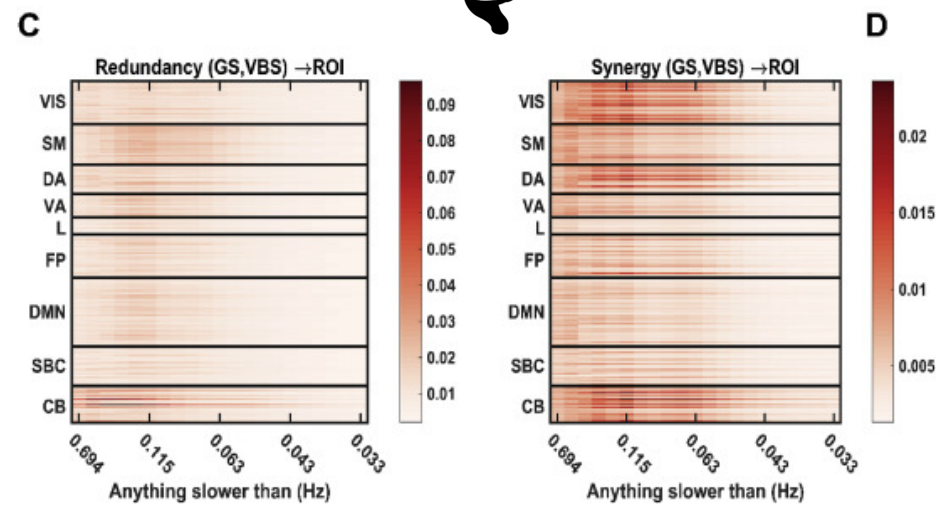 C
Redundancy (GS,VBS) →ROI
VIS
SM
DA
VA
L
FP
DMN
SBC
CB
0.694
0.115
0.063
0.043
0.033
Anything slower than (Hz)
0.09
0.08
0.07
0.06
0.05
0.04
0.03
0.02
0.01
Synergy (GS,VBS) →ROI
VIS
SM
DA
VA
L
FP
DMN
SBC
CB
0.694
0.115
0.063
0.043
0.033
Anything slower than (Hz)
D
0.02
0.015
0.01
0.005